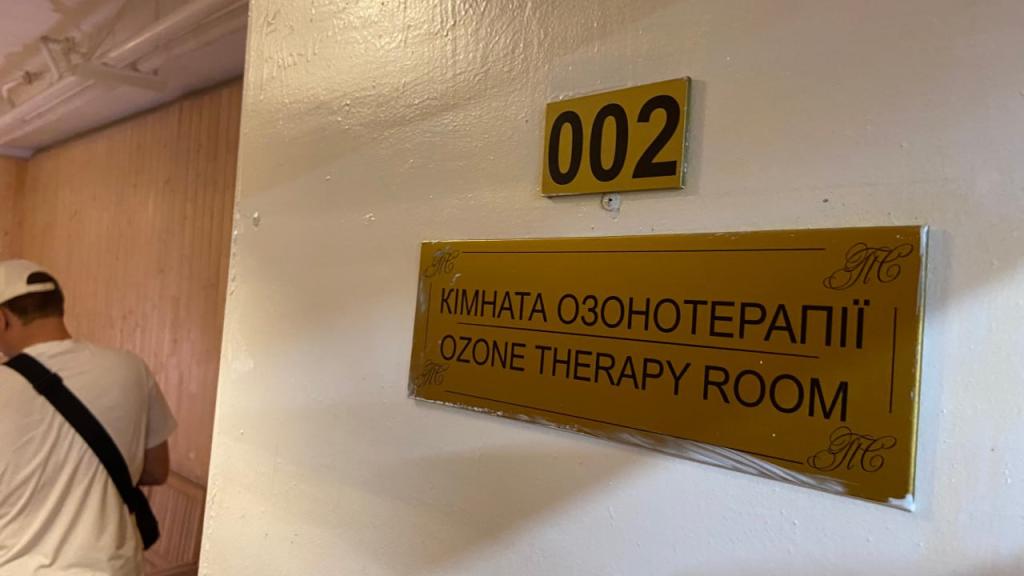 002
КІМНАТА ОЗОНОТЕРАПІЇ
OZONE THERAPY ROOM